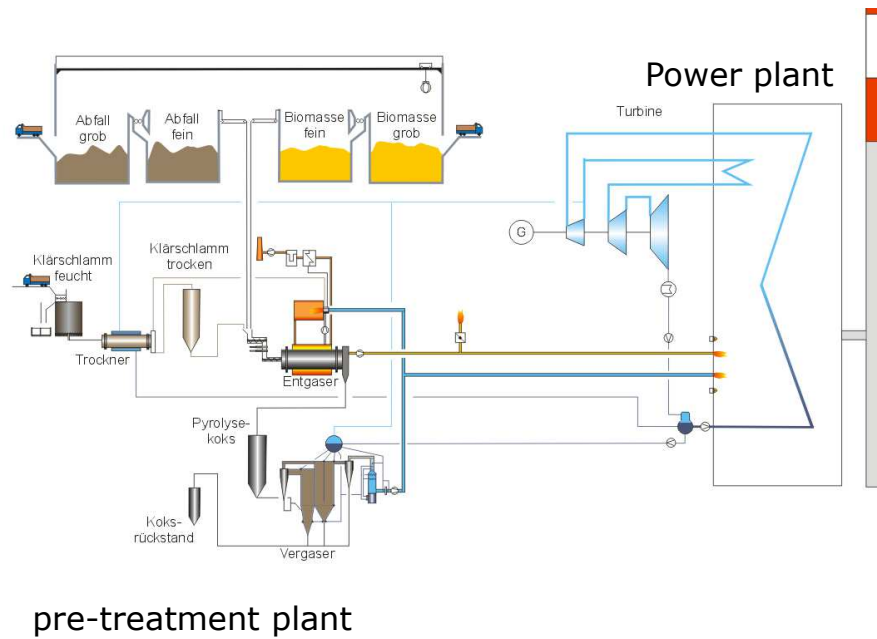 Power plant
Turbine
Abfall
grob
Abfall
fein
Biomasse
fein
Biomasse
grob
G
Klärschlamm
feucht
Klärschlamm
trocken
Trockner
Entgaser
Pyrolyse-
koks
Koks-
rückstand
Vergaser
pre-treatment plant